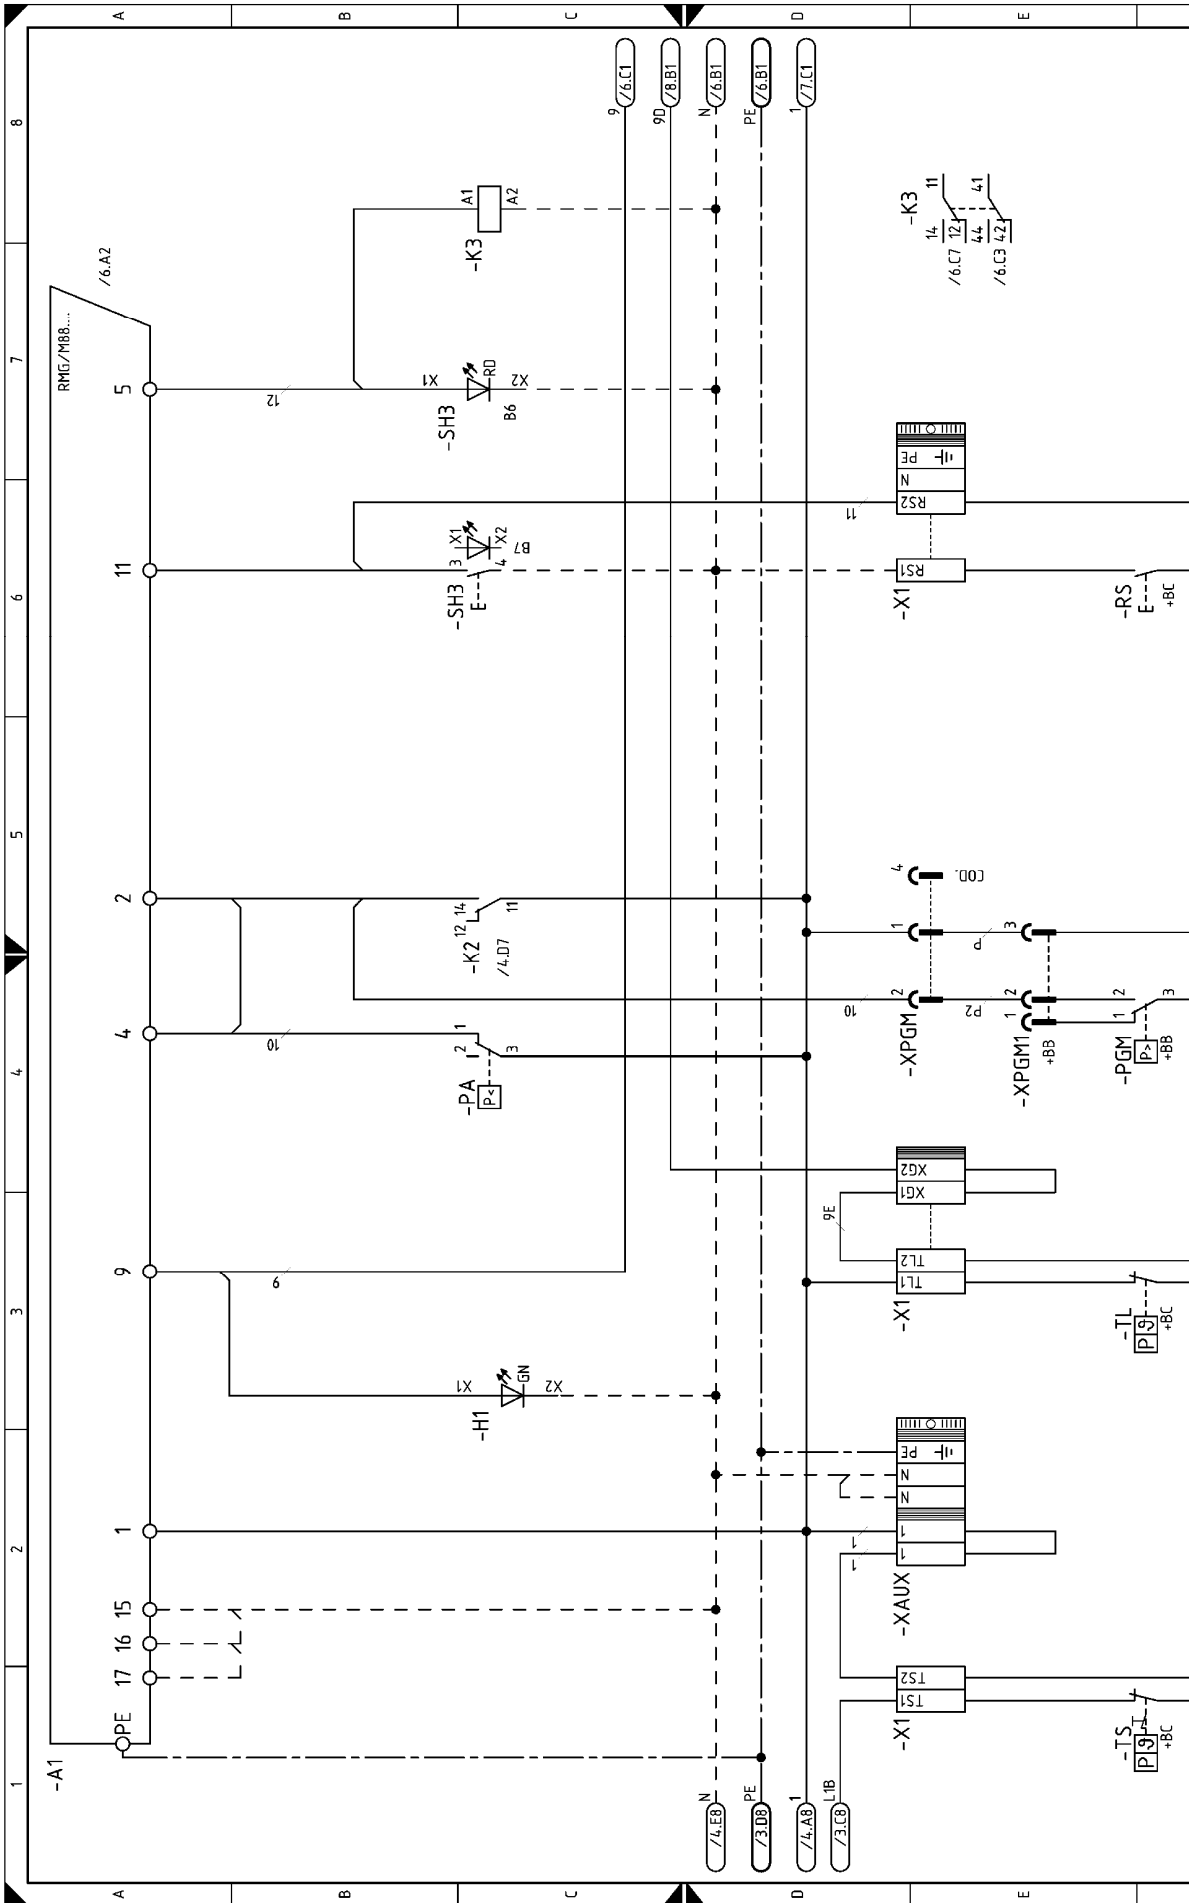 1 2 3 4 5 6 7 8
A A
B B
C C
D D
E E
-A1
RMG/M88....
/6.A2
PE 17 16 15 1 9 4 2 11 5
9
10
12
-H1
X1
X2
GN
-PA
P<
2 1
3
-K2
12 14
11
/4.D7
-SH3
3
4
X1
X2
B7
-SH3
X1
X2
RD
B6
-K3
A1
A2
9 /6.C1
9D /8.B1
N /6.B1
PE /6.B1
1 /7.C1
/4.E8 N
/3.D8 PE
/4.A8 1
/3.C8 L1B
-X1
TS1 TS2
-XAUX
1 1 N N PE
1
1
-X1
TL1 TL2
XG1 XG2
9E
-XPGM
2 1 4
COD.
10
P2
P
-XPGM1
+BB
1 2 3
-X1
RS1
RS2 N PE
11
-K3
14 11
12
44 41
42
/6.C7
/6.C3
-TS
P ϑ
+BC
-TL
P ϑ
+BC
-PGM
P>
+BB
1 2
3
-RS
+BC